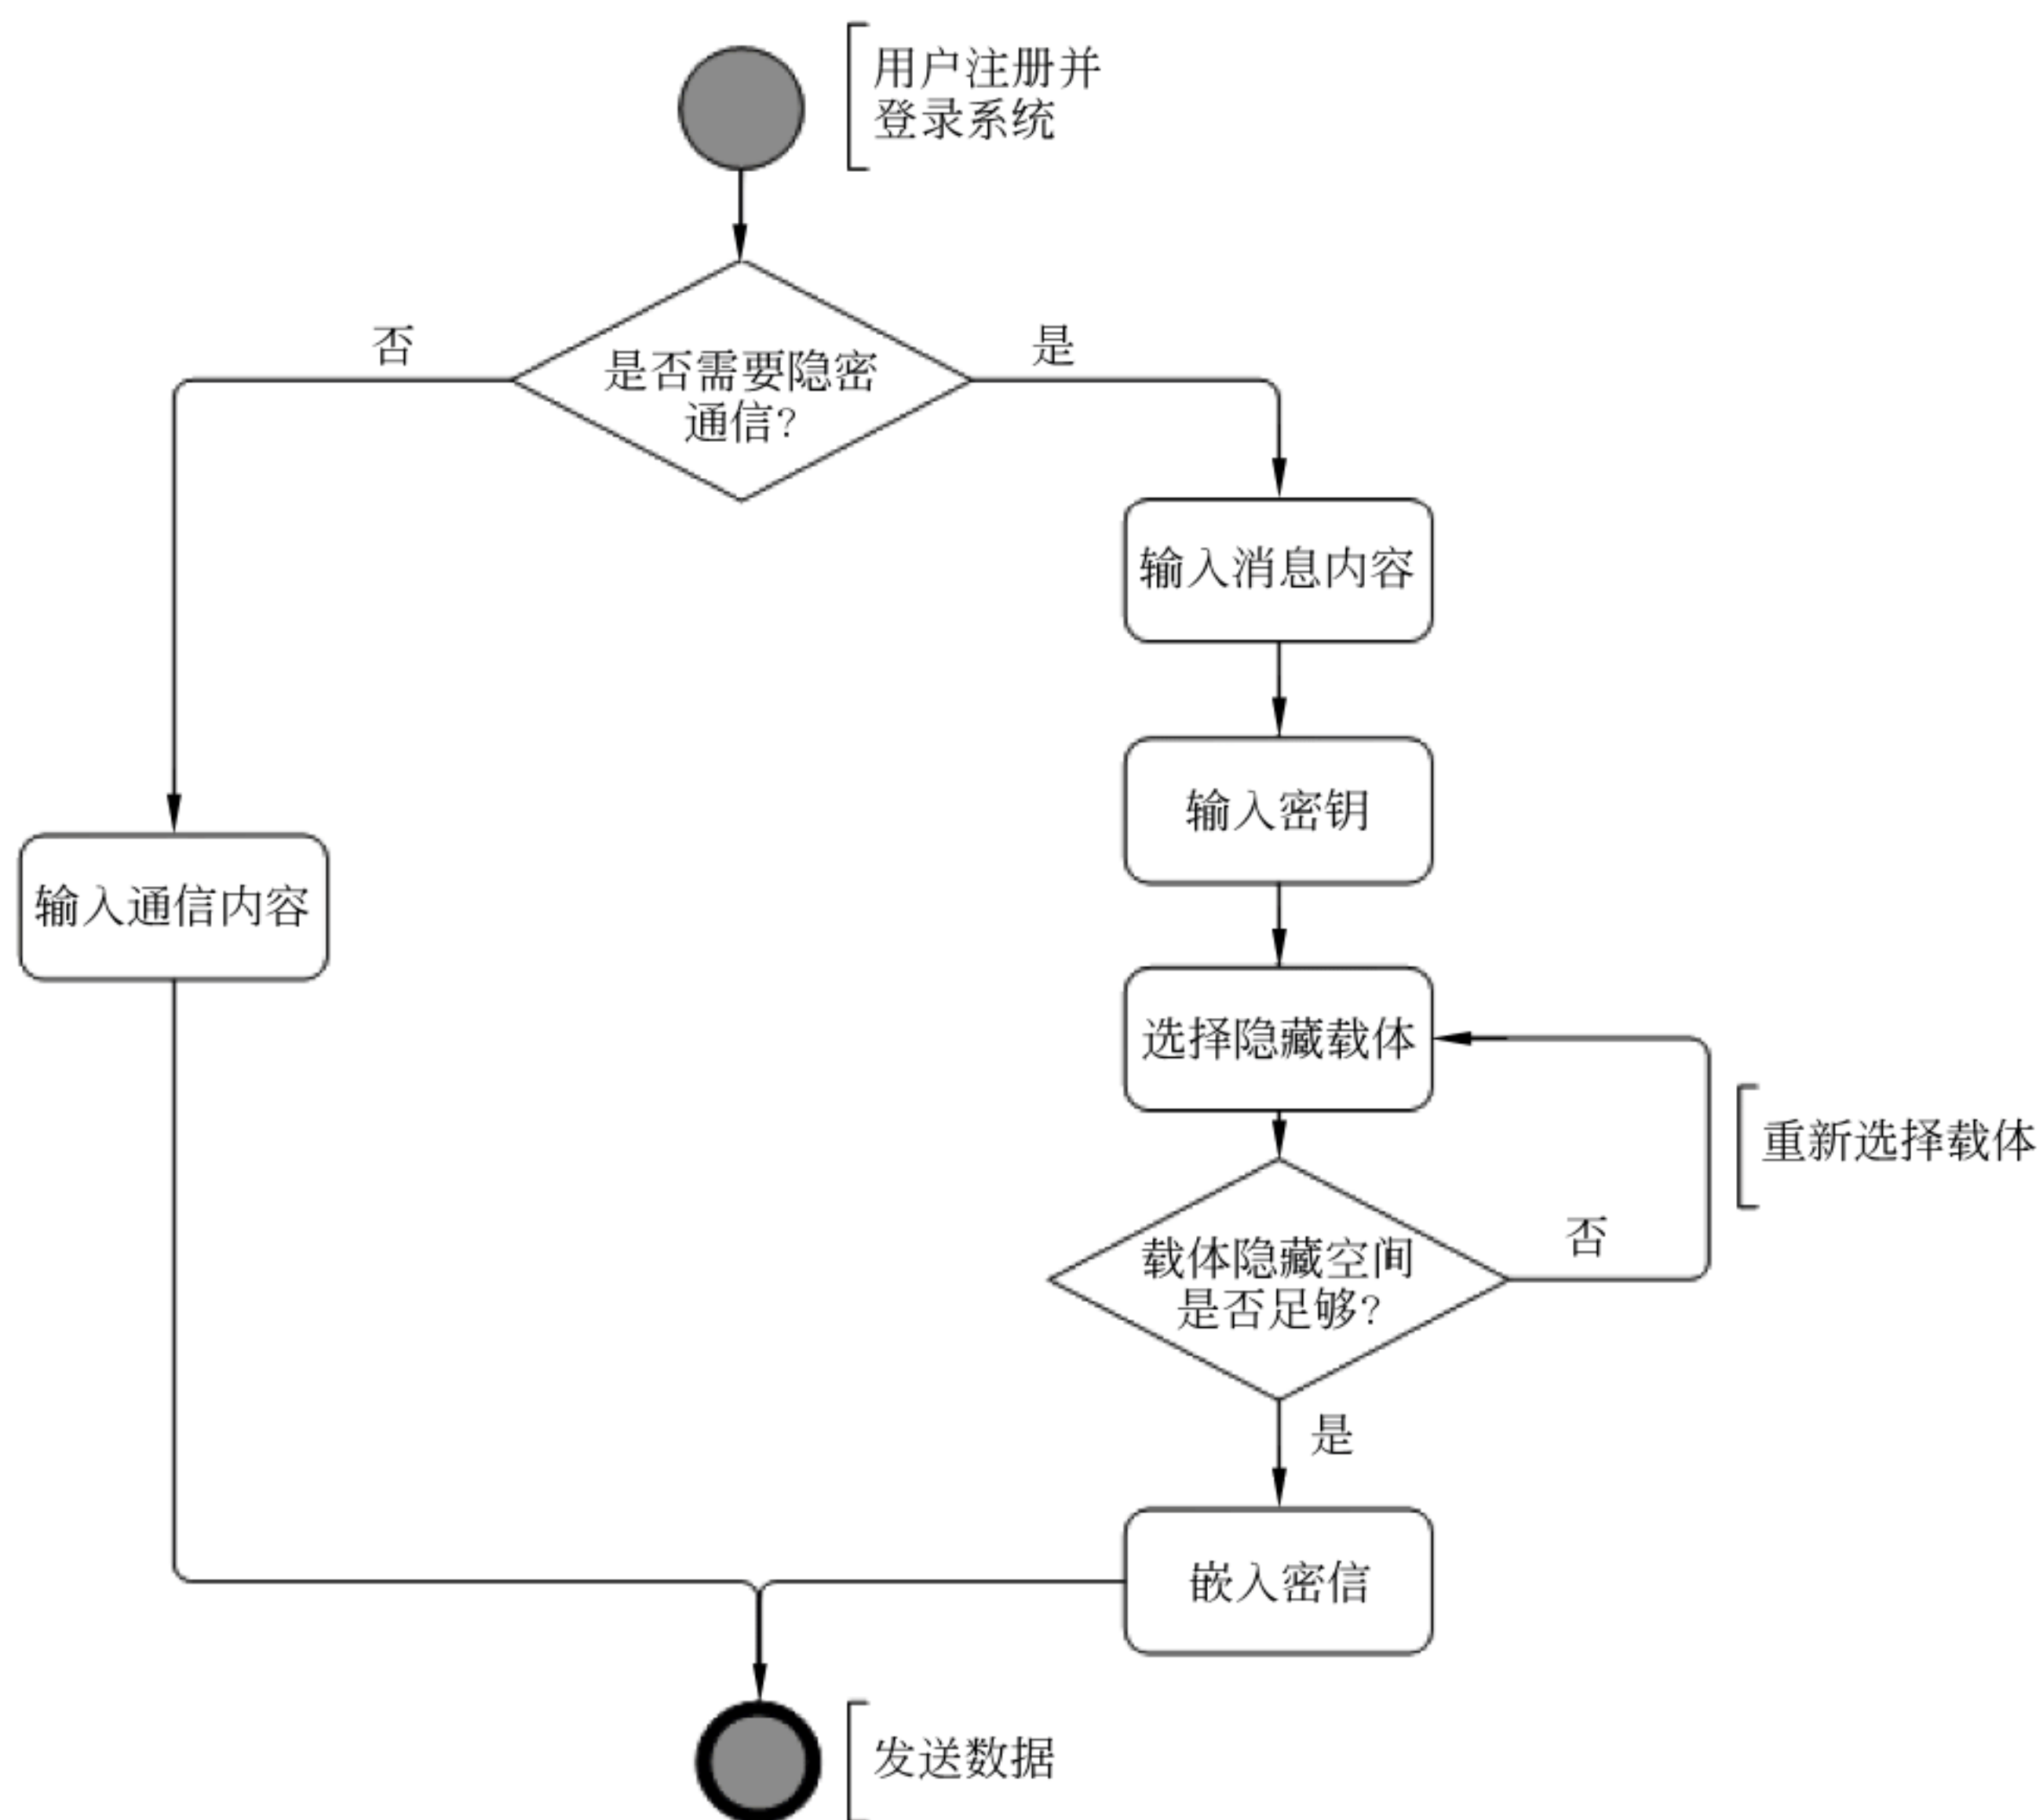 用户注册并
登录系统
否
是
是否需要隐密
通信?
输入消息内容
输入密钥
输入通信内容
选择隐藏载体
重新选择载体
否
载体隐藏空间
是否足够?
是
嵌入密信
发送数据